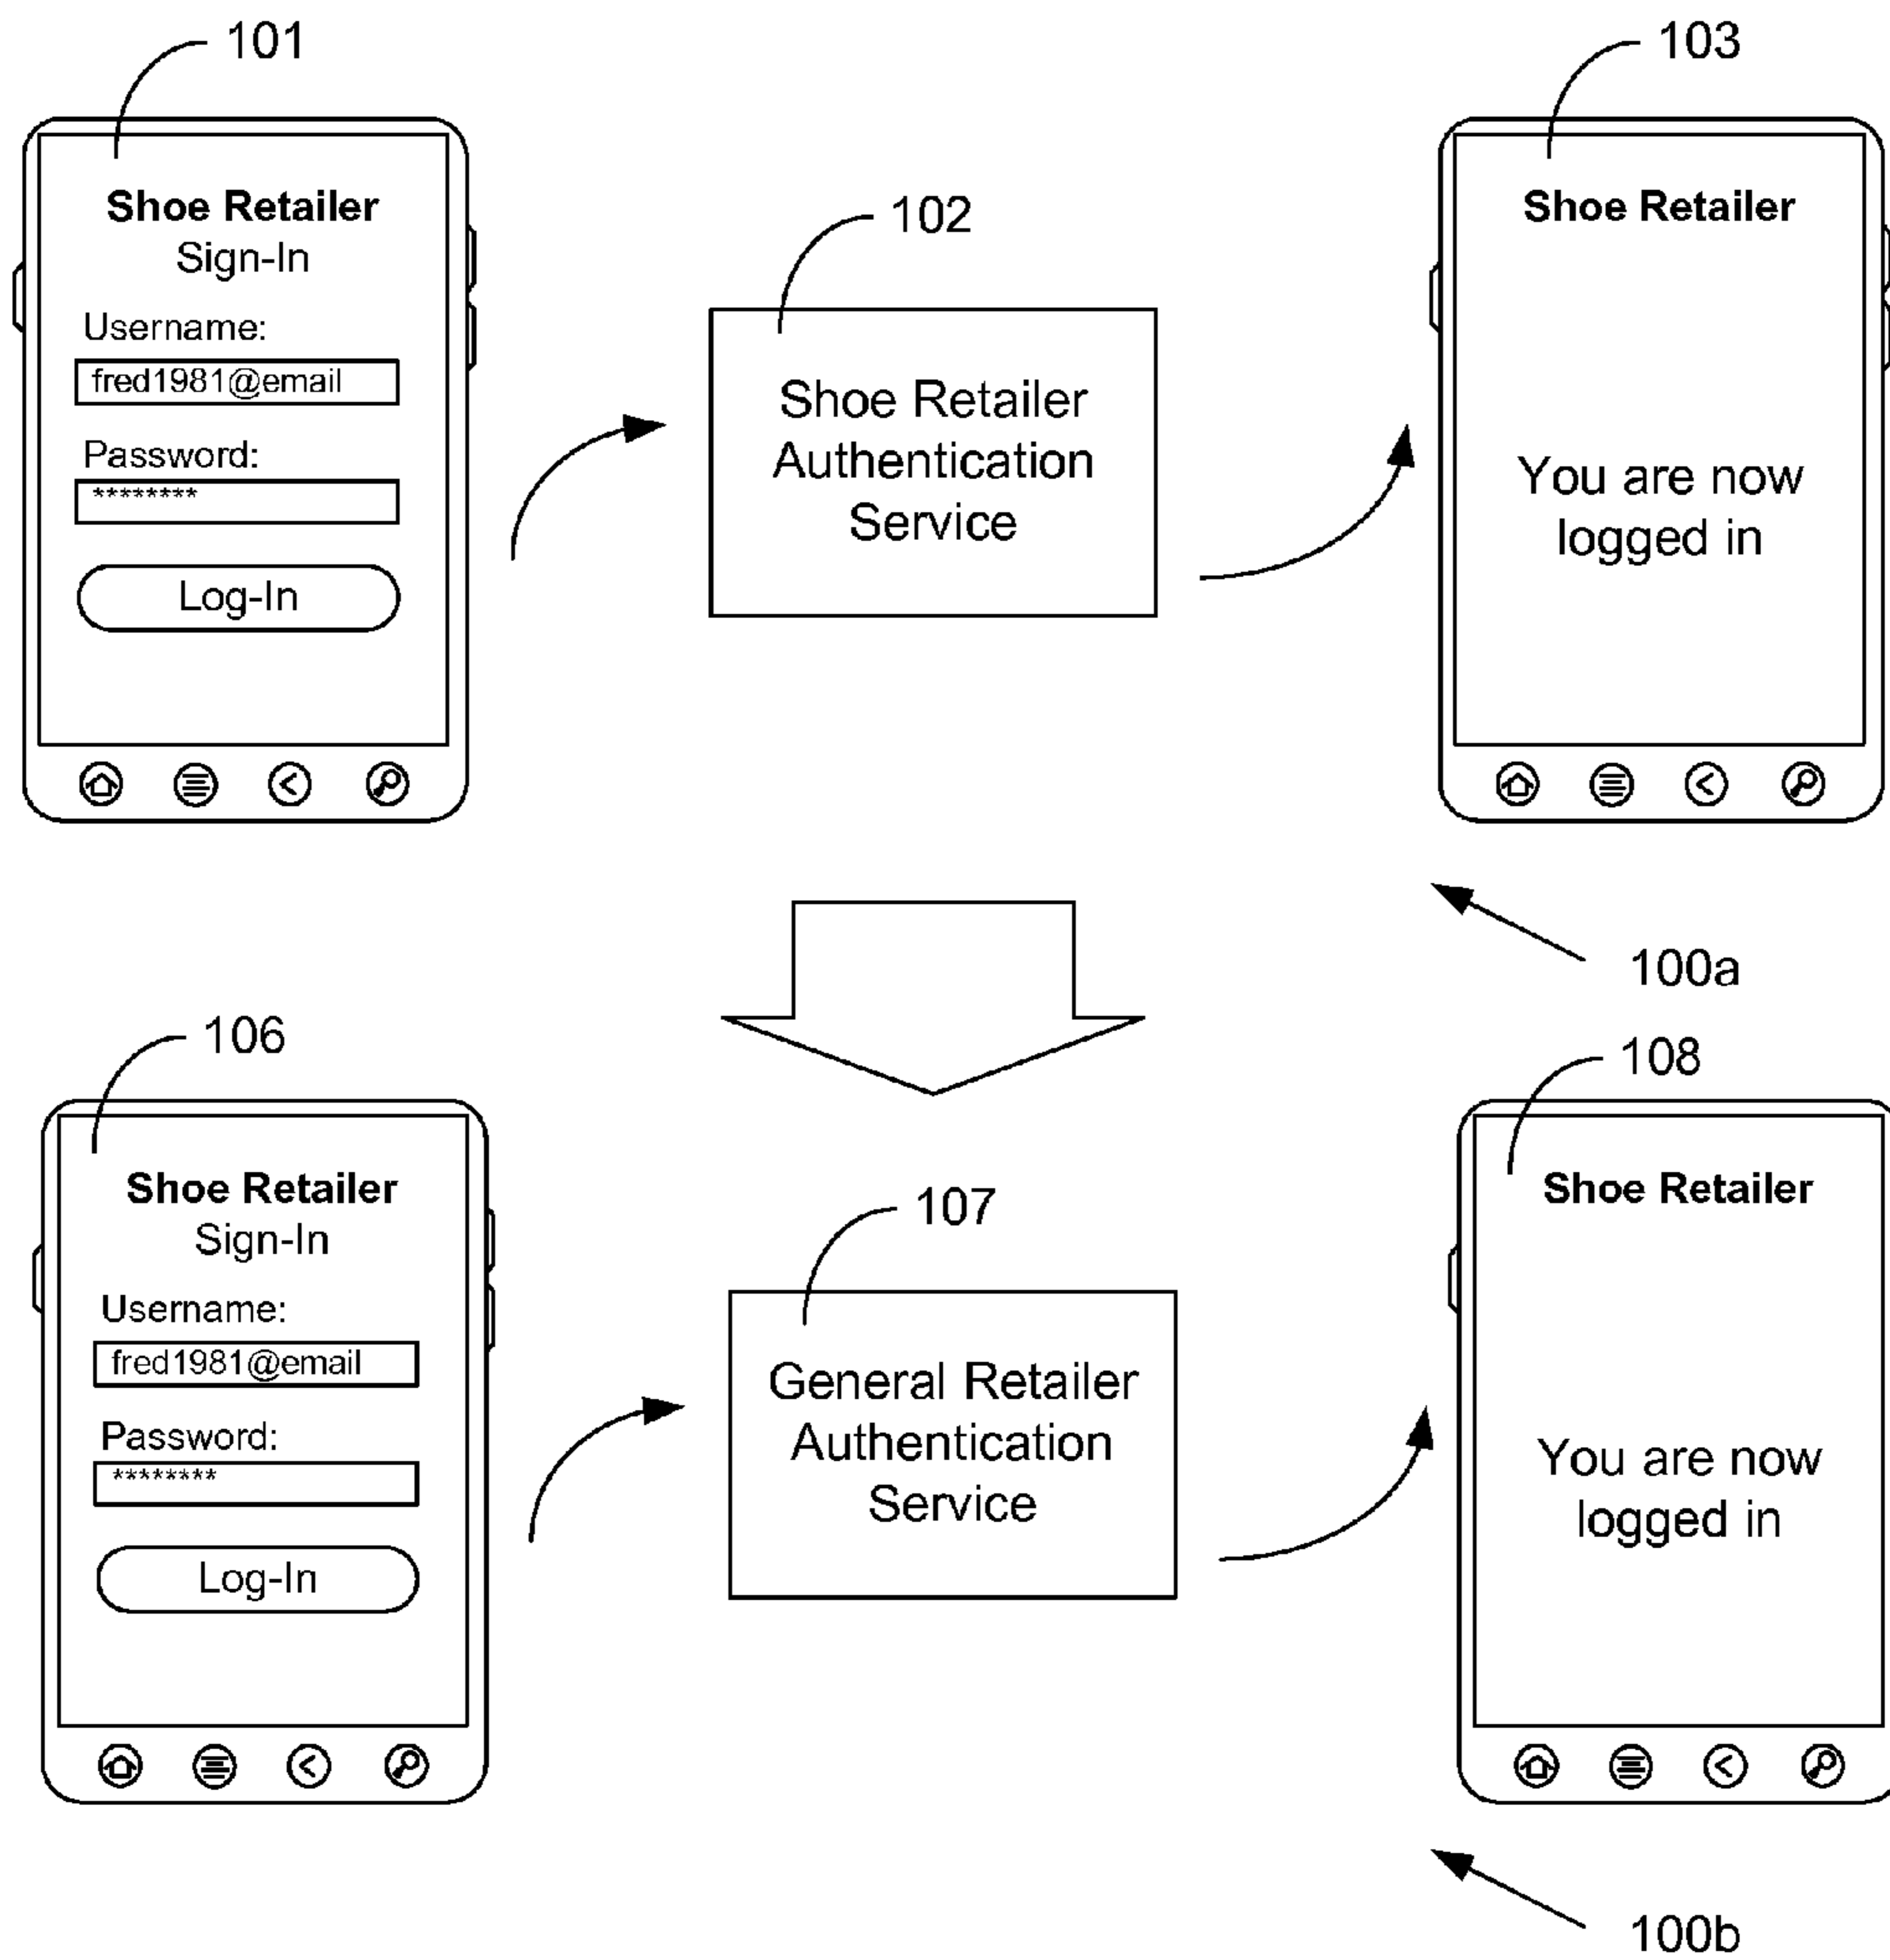 101
Shoe Retailer
Sign-In
Username:
fred1981@email
Password:
********
Log-In
102
Shoe Retailer
Authentication
Service
103
Shoe Retailer
You are now
logged in
100a
106
Shoe Retailer
Sign-In
Username:
fred1981@email
Password:
********
Log-In
107
General Retailer
Authentication
Service
108
Shoe Retailer
You are now
logged in
100b